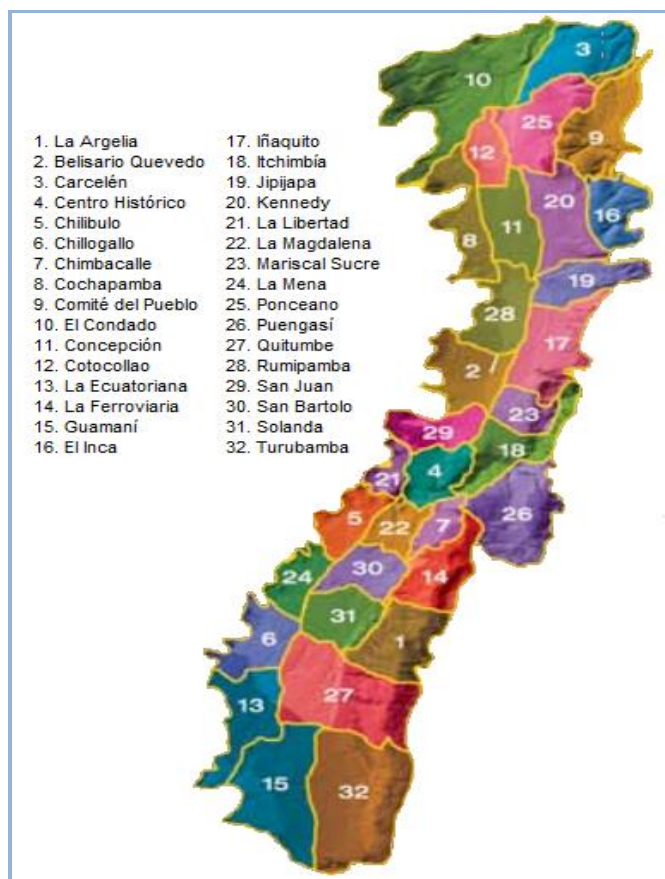 1. La Argelia
2. Belisario Quevedo
3. Carcelén
4. Centro Histórico
5. Chilibulo
6. Chillogallo
7. Chimbacalle
8. Cochapamba
9. Comité del Pueblo
10. El Condado
11. Concepción
12. Cotocollao
13. La Ecuatoriana
14. La Ferroviaria
15. Guamaní
16. El Inca
17. Iñaquito
18. Itchimbía
19. Jipijapa
20. Kennedy
21. La Libertad
22. La Magdalena
23. Mariscal Sucre
24. La Mena
25. Ponceano
26. Puengasí
27. Quitumbe
28. Rumipamba
29. San Juan
30. San Bartolo
31. Solanda
32. Turubamba
3
10
25
9
12
20
16
11
8
19
28
17
2
23
29
18
4
21
26
5
22
7
30
14
24
31
1
6
27
13
15
32